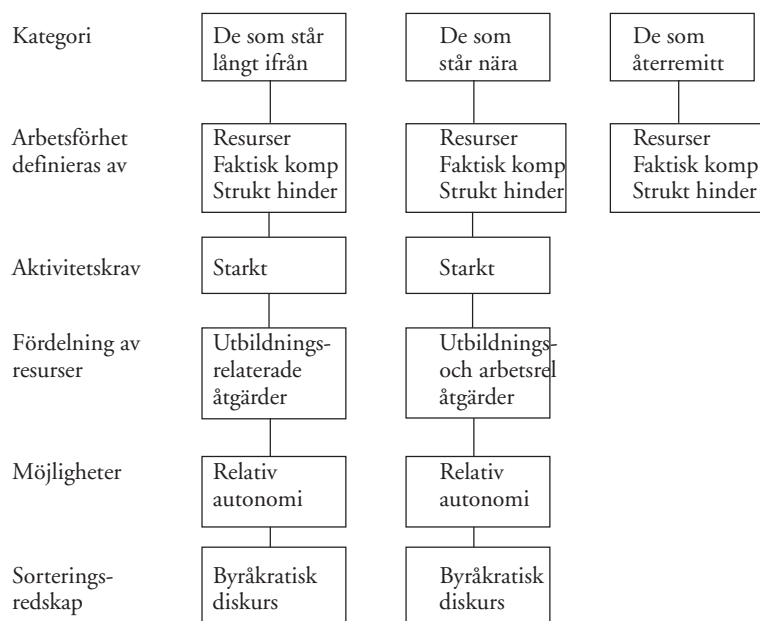 Kategori
De som står
långt ifrån
De som
står nära
De som
återremitt
Arbetsförhet
definieras av
Resurser
Faktisk komp
Strukt hinder
Resurser
Faktisk komp
Strukt hinder
Resurser
Faktisk komp
Strukt hinder
Aktivitetskrav
Starkt
Starkt
Fördelning av
resurser
Utbildnings-
relaterade
åtgärder
Utbildnings-
och arbetsrel
åtgärder
Möjligheter
Relativ
autonomi
Relativ
autonomi
Sorterings-
redskap
Byråkratisk
diskurs
Byråkratisk
diskurs